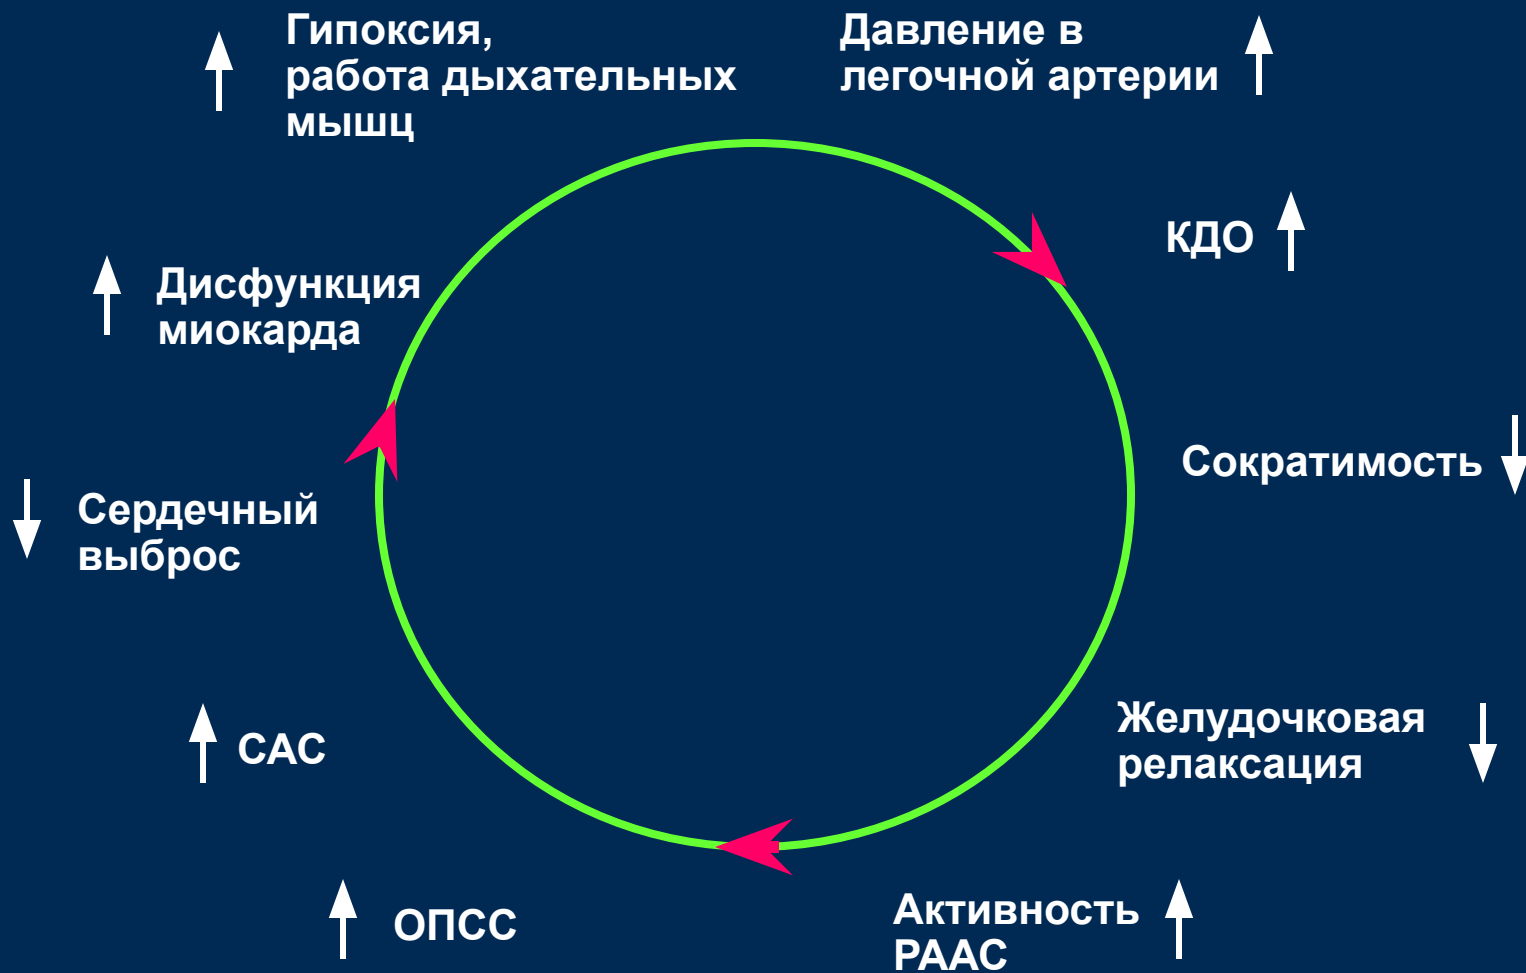 Гипоксия,
работа дыхательных
мышц
Давление в
легочной артерии
КДО
Дисфункция
миокарда
Сократимость
Сердечный
выброс
Желудочковая
релаксация
САС
Активность
РААС
ОПСС